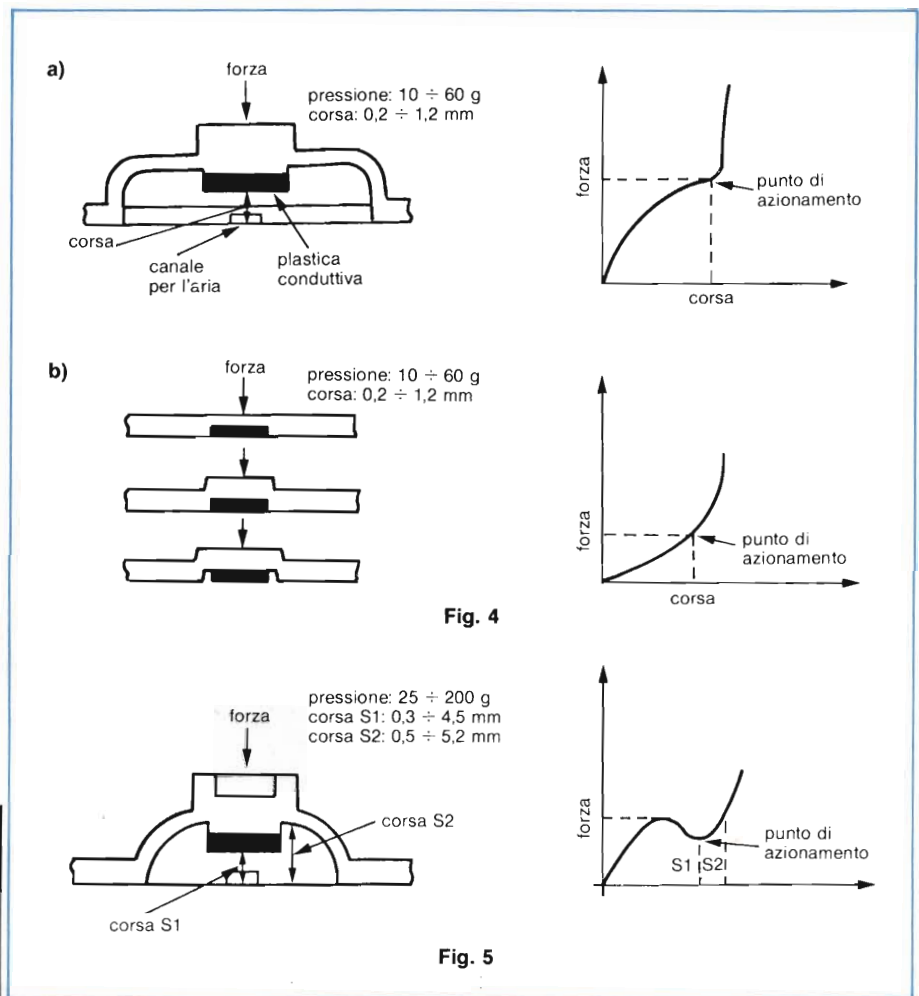 a)
forza
pressione: 10 ÷ 60 g
corsa: 0,2 ÷ 1,2 mm
corsa
canale
per l'aria
plastica
conduttiva
forza
punto di
azionamento
corsa
b)
forza
pressione: 10 ÷ 60 g
corsa: 0,2 ÷ 1,2 mm
forza
punto di
azionamento
corsa
Fig. 4
pressione: 25 ÷ 200 g
corsa S1: 0,3 ÷ 4,5 mm
corsa S2: 0,5 ÷ 5,2 mm
forza
corsa S2
corsa S1
forza
S1 S2
punto di
azionamento
Fig. 5